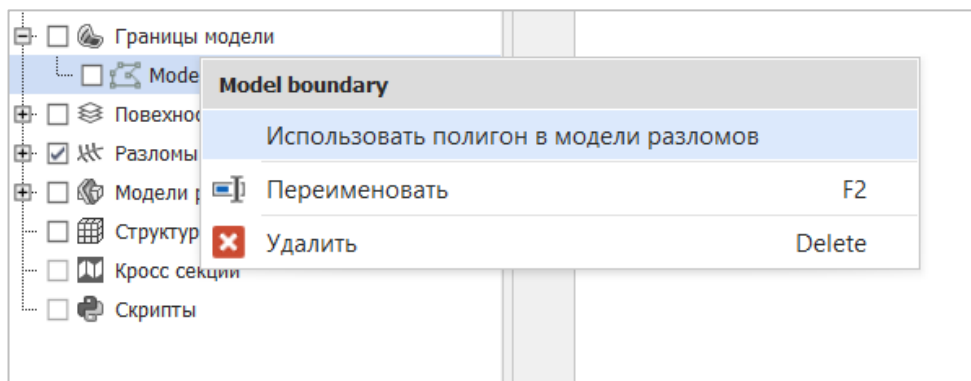 Границы модели
Mode
Model boundary
Повехнос
Использовать полигон в модели разломов
Разломы
Переименовать F2
Модели р
Структур
Удалить Delete
Кросс секции
Скрипты